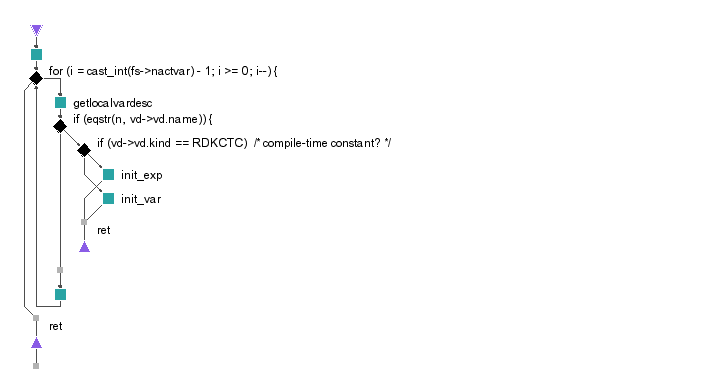 for (i = cast_int(fs->nactvar) - 1; i >= 0; i--) {
getlocalvardesc
if (eqstr(n, vd->vd.name)) {
if (vd->vd.kind == RDKCTC) /* compile-time constant? */
init_exp
init_var
ret
ret